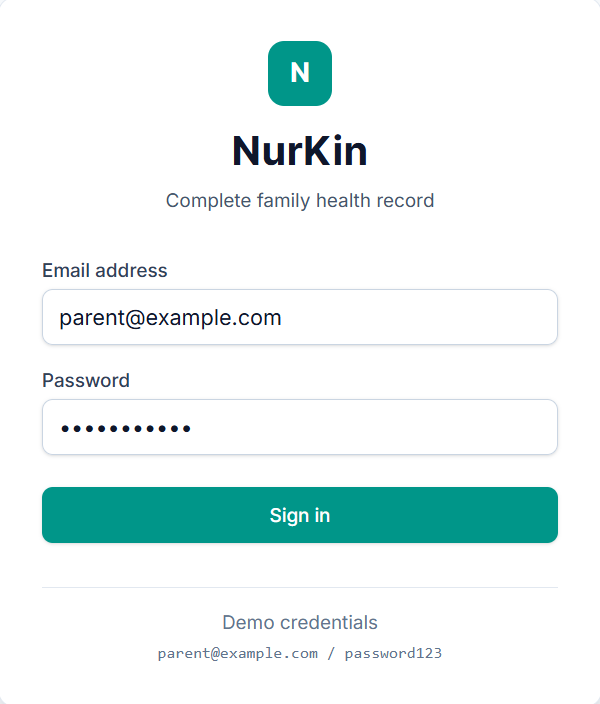 N
NurKin
Complete family health record
Email address
parent@example.com
Password
•••••••••••
Sign in
Demo credentials
parent@example.com / password123